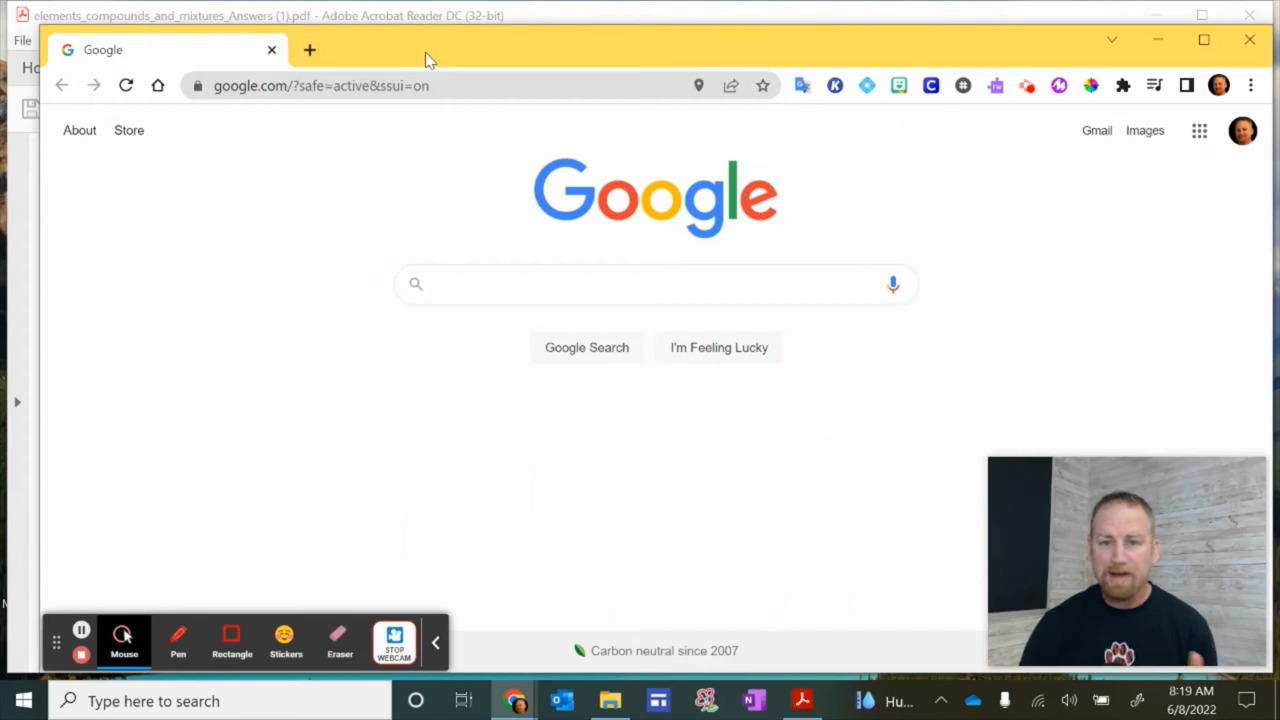 elements_compounds_and_mixtures_Answers (1).pdf - Adobe Acrobat Reader DC (32-bit)
File
Ho
Google
google.com/?safe=active&ssui=on
About Store
Gmail Images
Google
Google Search I'm Feeling Lucky
Mouse Pen Rectangle Stickers Eraser STOP WEBCAM
Carbon neutral since 2007
Type here to search
Hu...
8:19 AM
6/8/2022